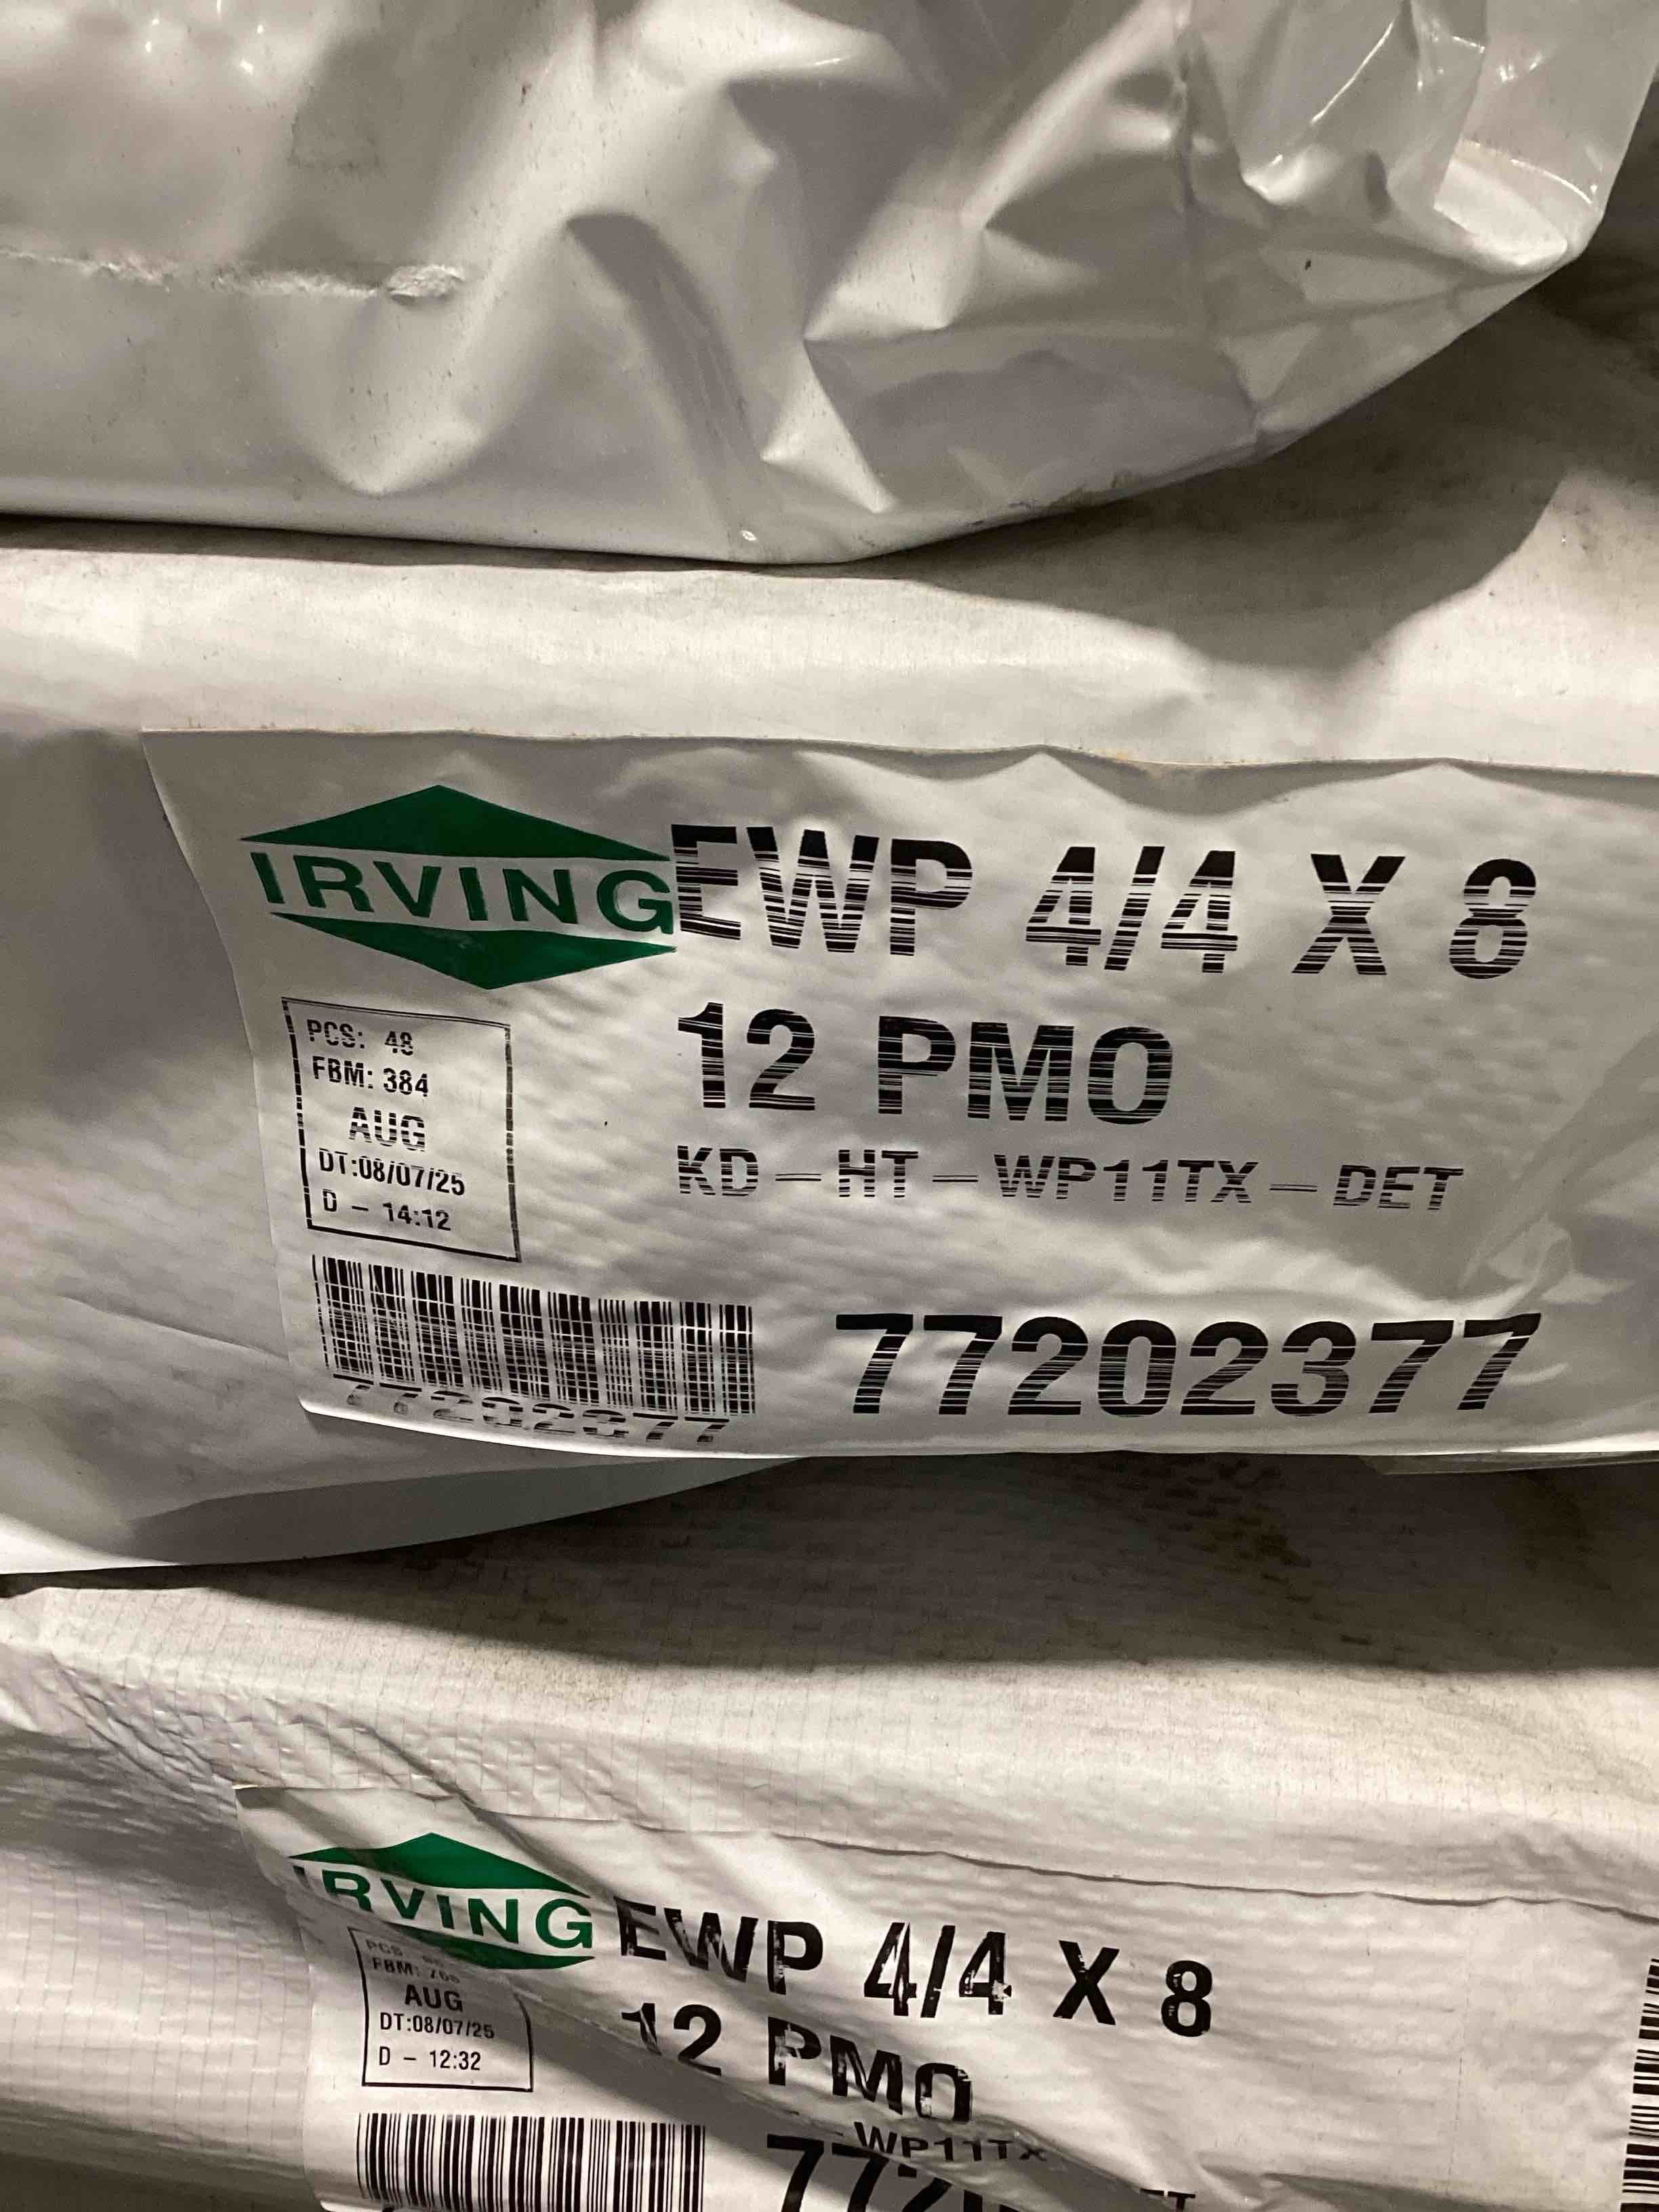 IRVING
EWP 4/4 X 8
12 PMO
KD - HT - WP11TX - DET
PCS: 48
FBM: 384
AUG
DT:08/07/25
D - 14:12
77202377
77202377
IRVING
EWP 4/4 X 8
12 PMO
WP11TX
PCS
FBM:
AUG
DT:08/07/25
D - 12:32